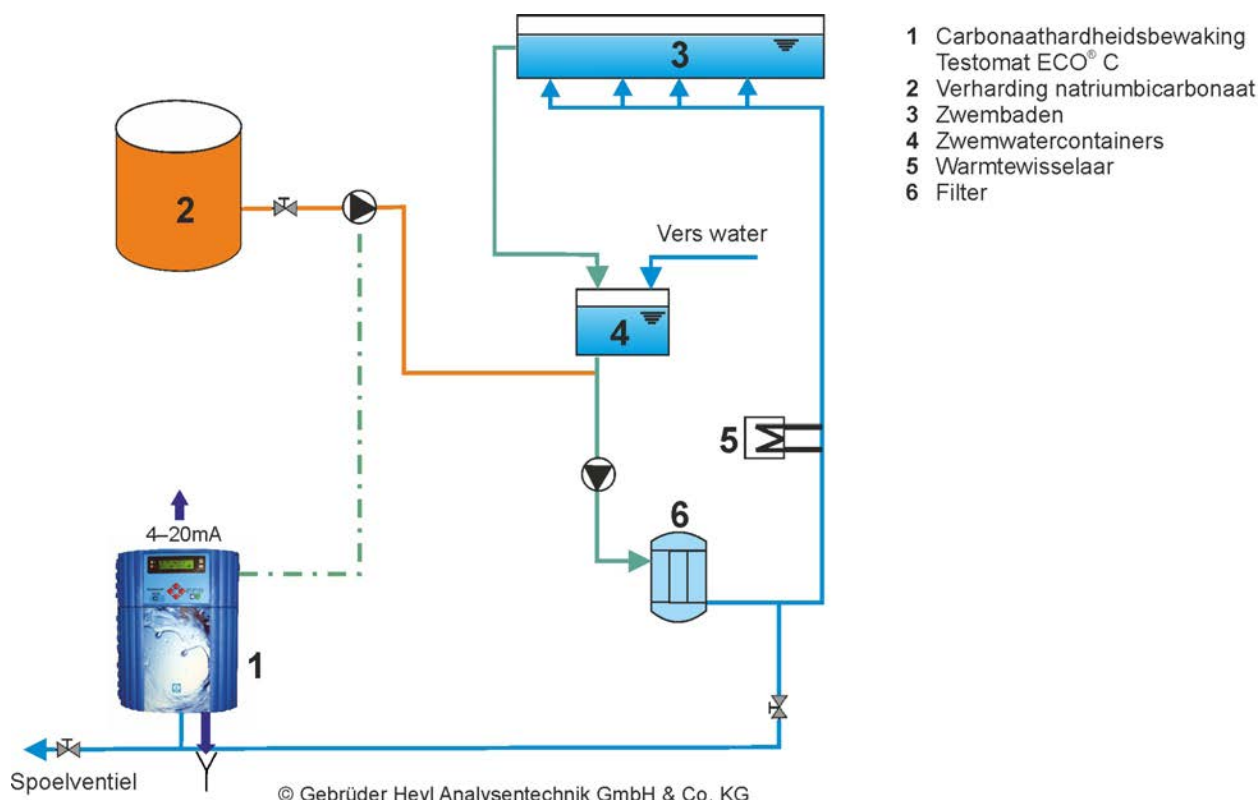 1 Carbonaathardheidsbewaking
Testomat ECO® C
2 Verharding natriumbicarbonaat
3 Zwembaden
4 Zwemwatercontainers
5 Warmtewisselaar
6 Filter
3
2
Vers water
4
5
6
4–20mA
1
Spoelventiel
© Gebrüder Heyl Analysentechnik GmbH & Co. KG